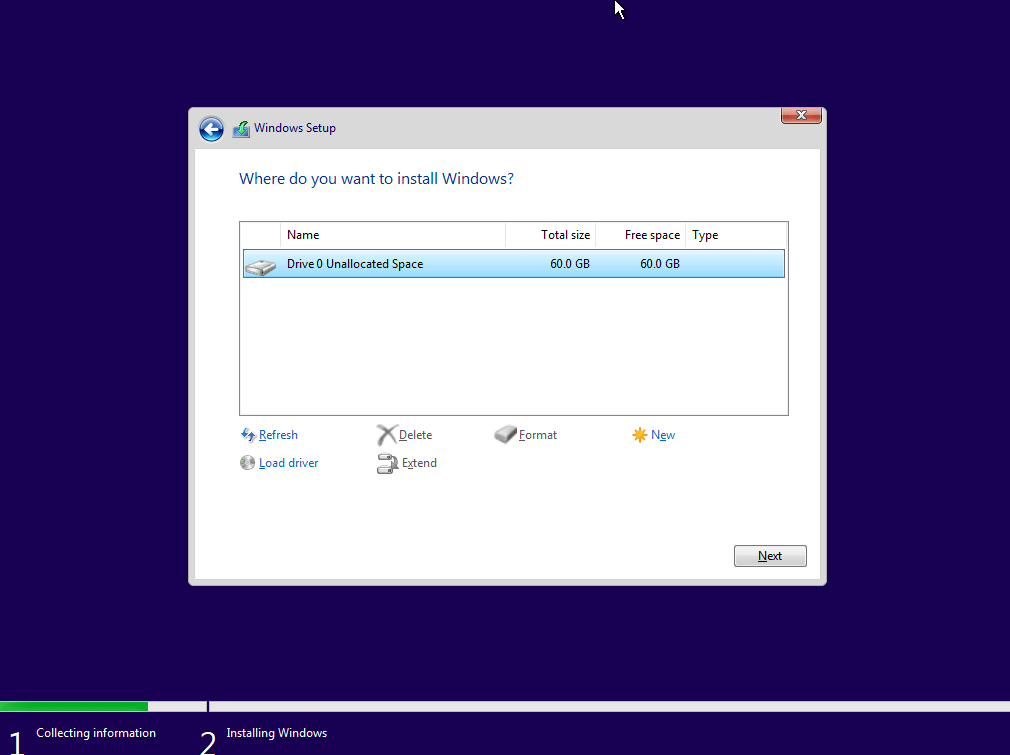 Windows Setup
Where do you want to install Windows?
Name Total size Free space Type
Drive 0 Unallocated Space 60.0 GB 60.0 GB
Refresh Delete Format New
Load driver Extend
Next
1 Collecting information 2 Installing Windows